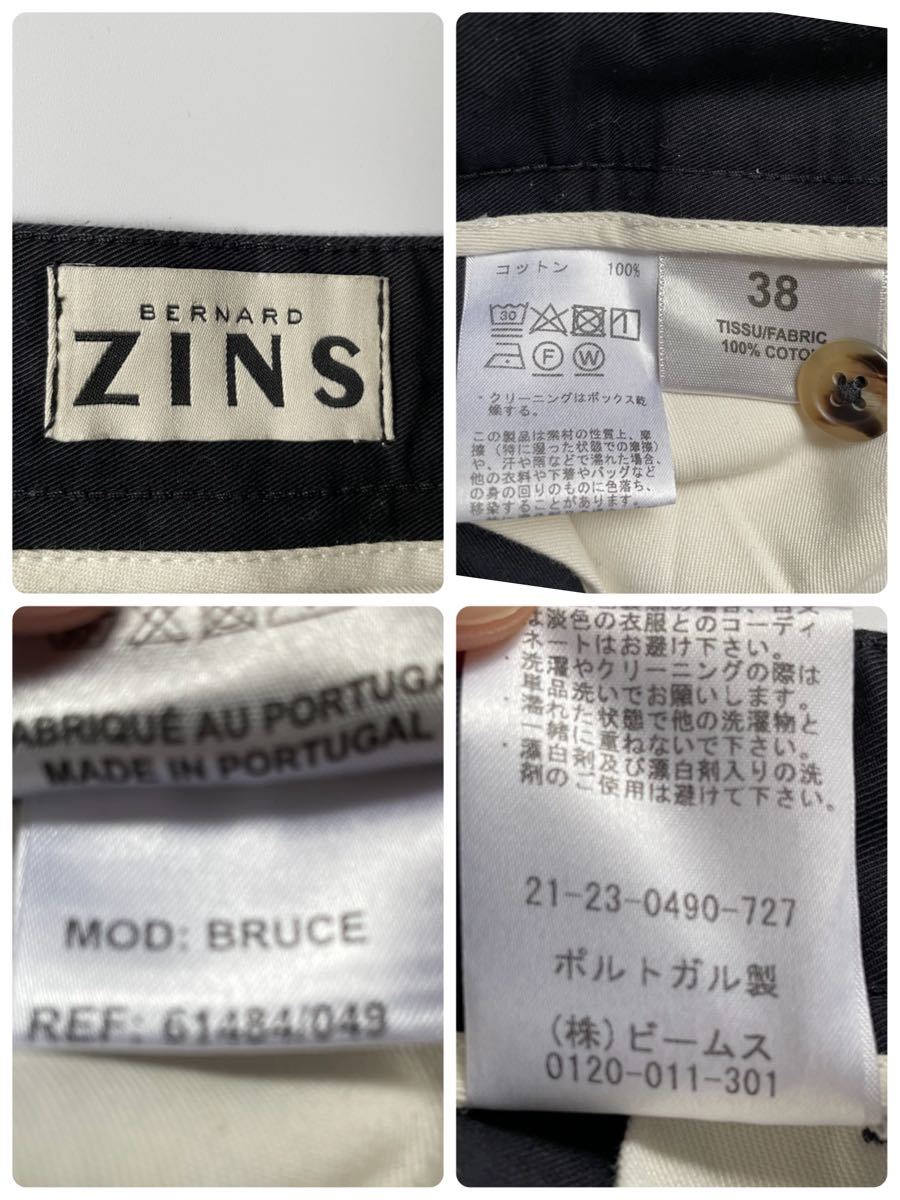 BERNARD
ZINS
コットン 100%
30
F W
・クリーニングはボックス乾
燥する。
この製品は素材の性質上、摩
擦(特に湿った状態での摩擦)
や、汗や雨などで濡れた場合、
他の衣料や下着やバッグなど
の身の回りのものに色落ち、
移染することがあります。
38
TISSU/FABRIC
100% COTO
ABRIQUÉ AU PORTUGA
MADE IN PORTUGAL
MOD: BRUCE
REF: 61484/049
は淡色の衣服とのコーディ
ネートはお避け下さい。
・洗濯やクリーニングの際は
単品洗いでお願いします。
・濡れた状態で他の洗濯物と
一緒に重ねないで下さい。
・漂白剤及び漂白剤入りの洗
剤のご使用は避けて下さい。
21-23-0490-727
ポルトガル製
(株)ビームス
0120-011-301